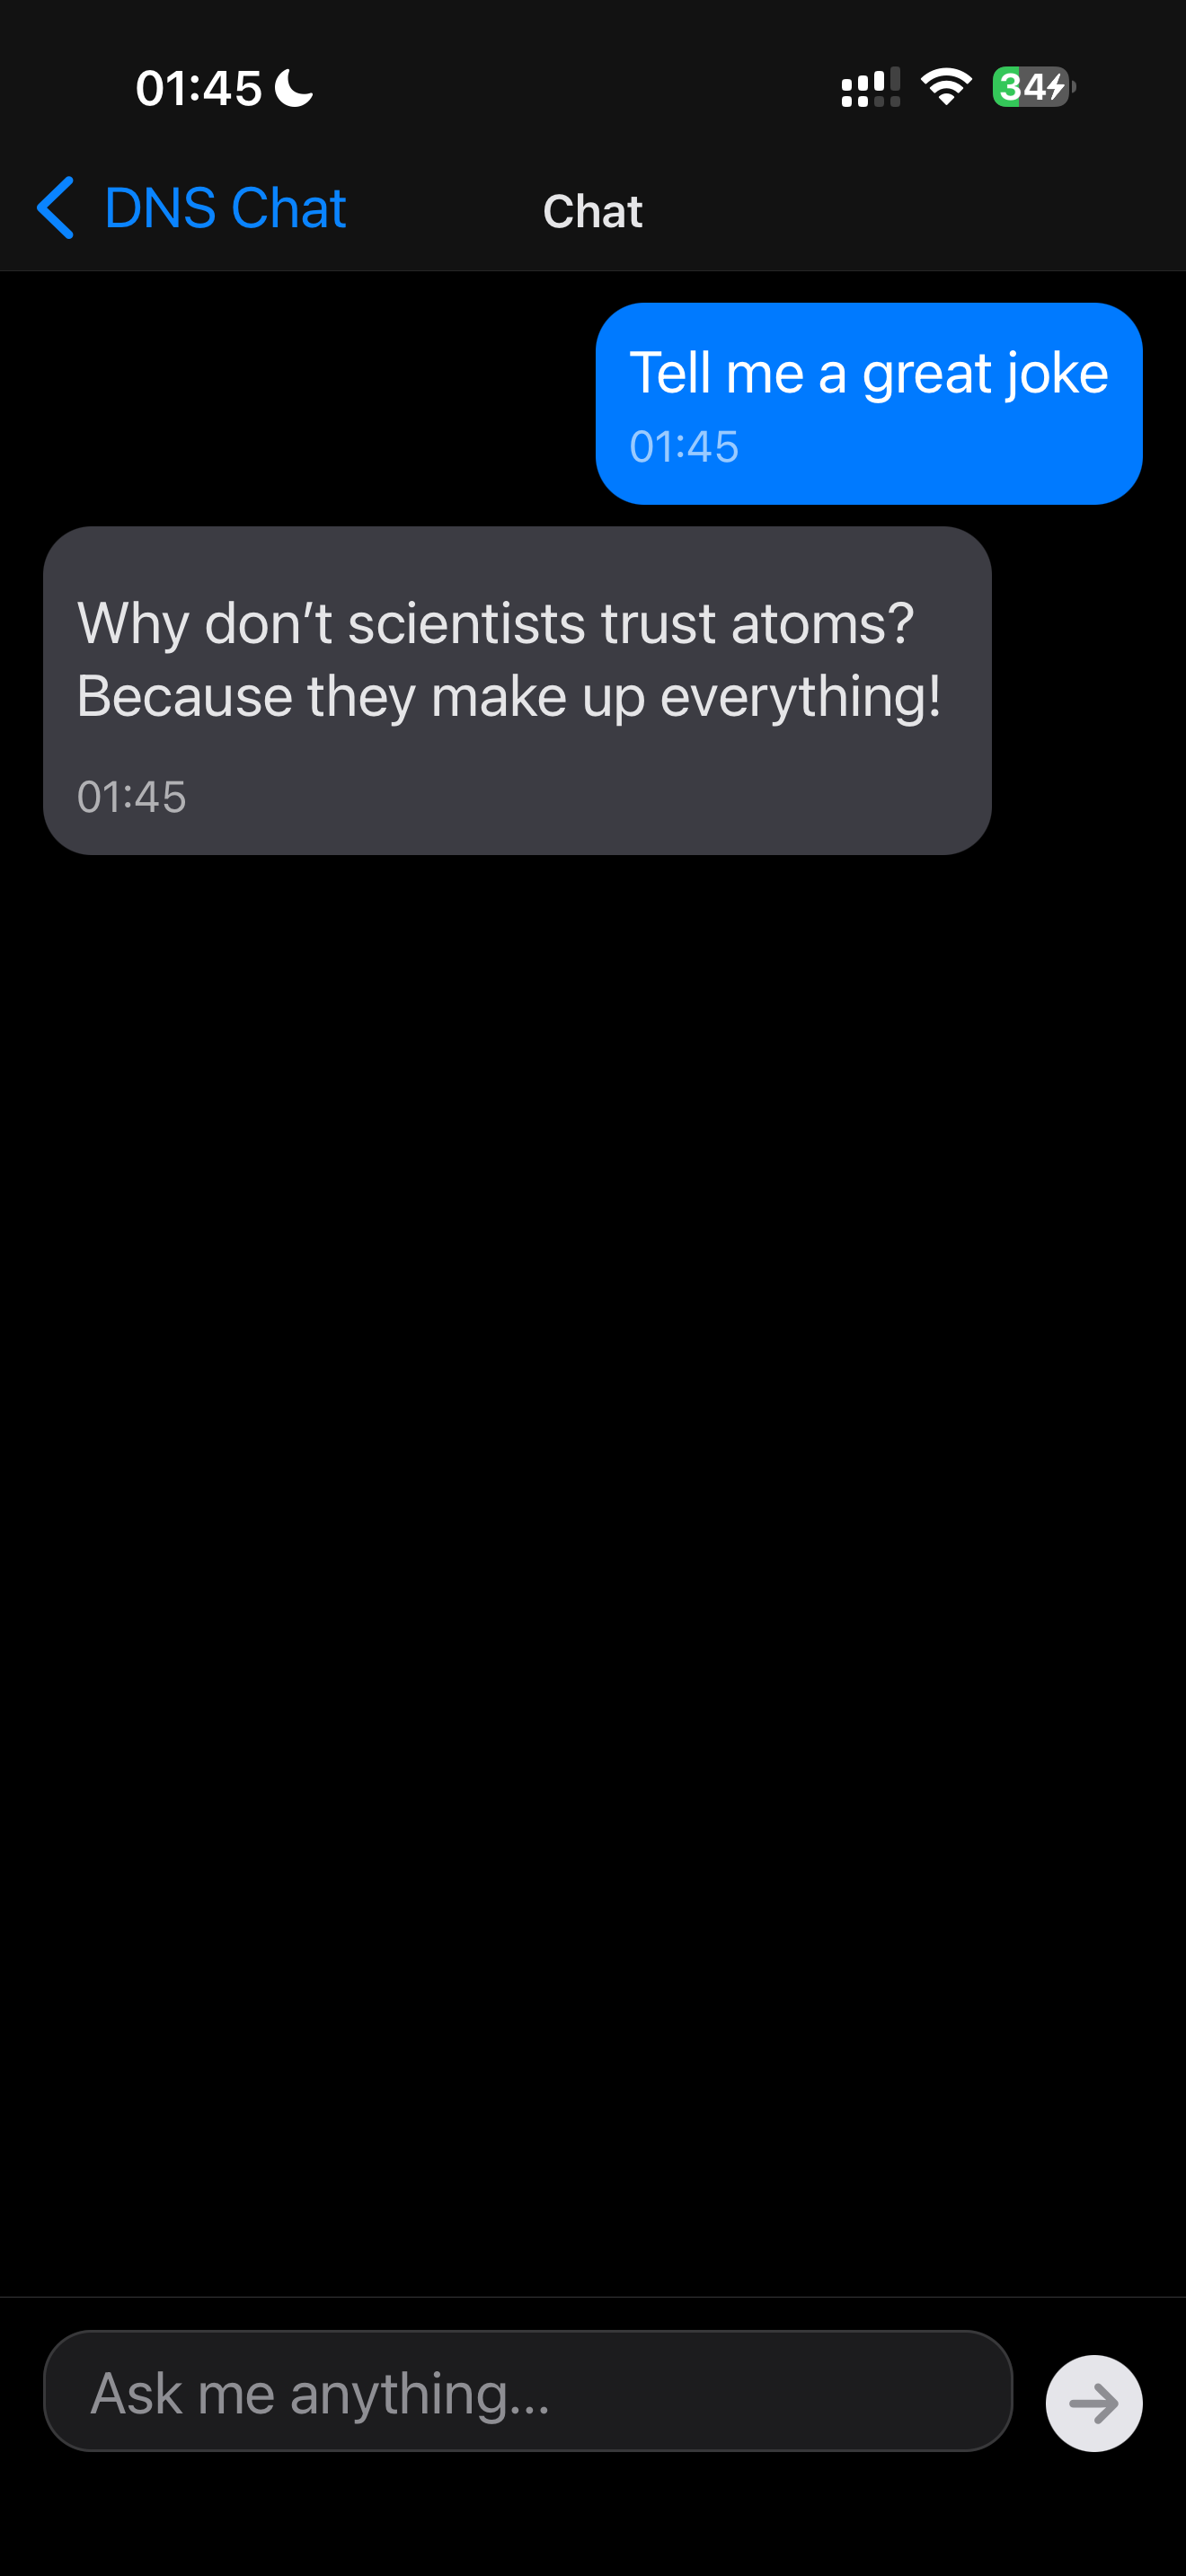 01:45
34
DNS Chat
Chat
Tell me a great joke
01:45
Why don’t scientists trust atoms?
Because they make up everything!
01:45
Ask me anything...